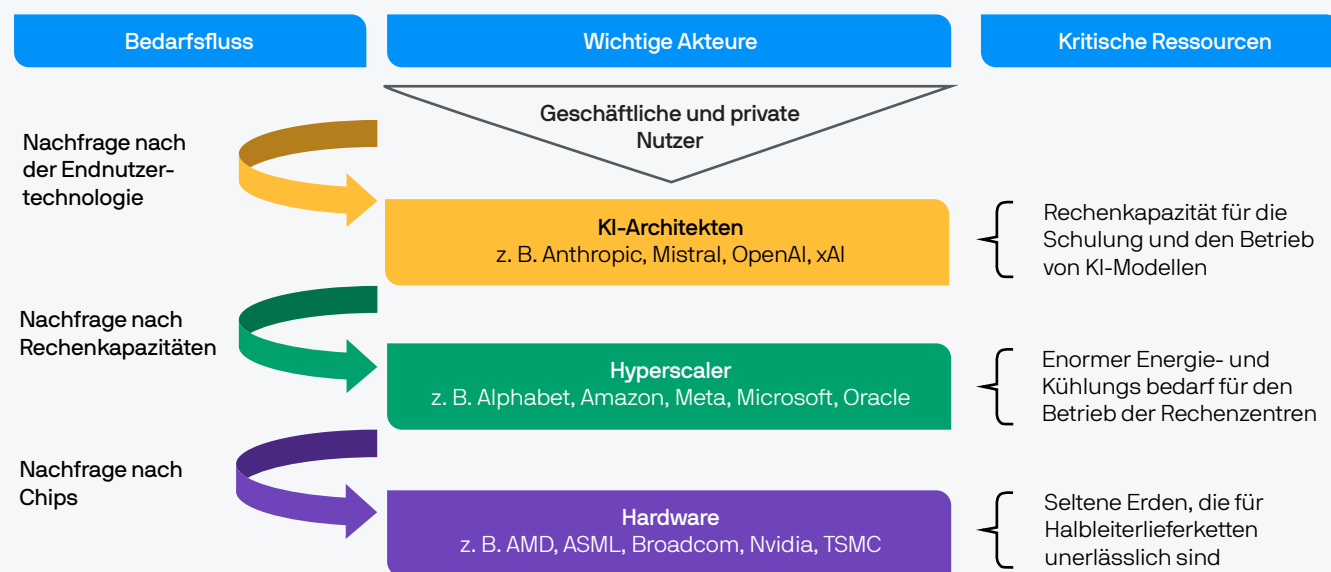 Bedarfsfluss
Wichtige Akteure
Kritische Ressourcen
Geschäftliche und private
Nutzer
Nachfrage nach
der Endnutzer-
technologie
KI-Architekten
z. B. Anthropic, Mistral, OpenAI, xAI
Rechenkapazität für die
Schulung und den Betrieb
von KI-Modellen
Nachfrage nach
Rechenkapazitäten
Hyperscaler
z. B. Alphabet, Amazon, Meta, Microsoft, Oracle
Enormer Energie- und
Kühlungs bedarf für den
Betrieb der Rechenzentren
Nachfrage nach
Chips
Hardware
z. B. AMD, ASML, Broadcom, Nvidia, TSMC
Seltene Erden, die für
Halbleiterlieferketten
unerlässlich sind